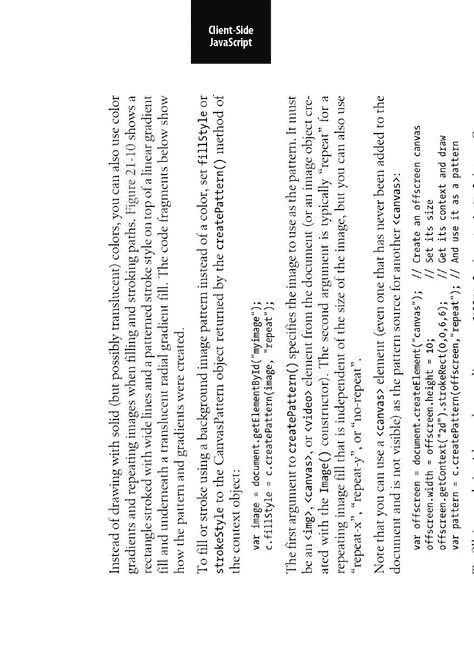 Client-Side
JavaScript
Instead of drawing with solid (but possibly translucent) colors, you can also use color
gradients and repeating images when filling and stroking paths. Figure 21-10 shows a
rectangle stroked with wide lines and a patterned stroke style on top of a linear gradient
fill and underneath a translucent radial gradient fill. The code fragments below show
how the pattern and gradients were created.
To fill or stroke using a background image pattern instead of a color, set fillStyle or
strokeStyle to the CanvasPattern object returned by the createPattern() method of
the context object:
var image = document.getElementById("myimage");
c.fillStyle = c.createPattern(image, "repeat");
The first argument to createPattern() specifies the image to use as the pattern. It must
be an <img>, <canvas>, or <video> element from the document (or an image object cre-
ated with the Image() constructor). The second argument is typically “repeat” for a
repeating image fill that is independent of the size of the image, but you can also use
“repeat-x”, “repeat-y”, or “no-repeat”.
Note that you can use a <canvas> element (even one that has never been added to the
document and is not visible) as the pattern source for another <canvas>:
var offscreen = document.createElement("canvas"); // Create an offscreen canvas
offscreen.width = offscreen.height = 10; // Set its size
offscreen.getContext("2d").strokeRect(0,0,6,6); // Get its context and draw
var pattern = c.createPattern(offscreen,"repeat"); // And use it as a pattern